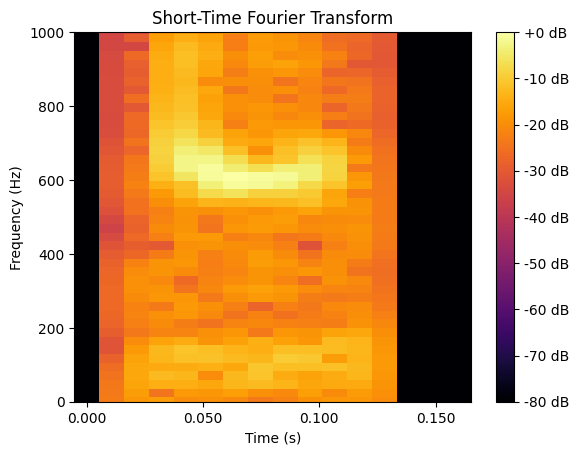 Short-Time Fourier Transform
1000
800
600
400
200
0
Frequency (Hz)
0.000
0.050
0.100
0.150
Time (s)
+0 dB
-10 dB
-20 dB
-30 dB
-40 dB
-50 dB
-60 dB
-70 dB
-80 dB